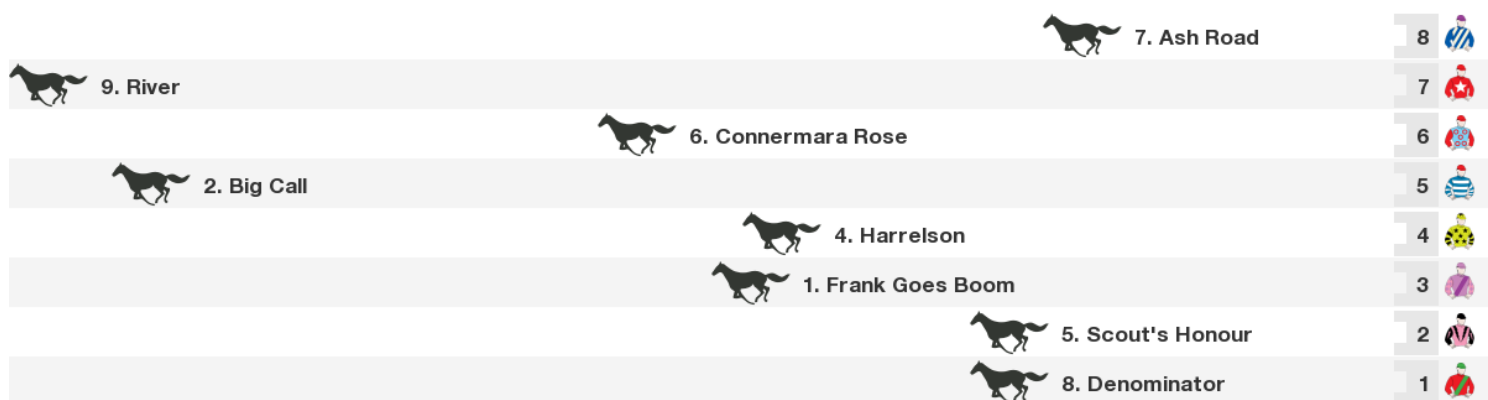 7. Ash Road 8
9. River 7
6. Connermara Rose 6
2. Big Call 5
4. Harrelson 4
1. Frank Goes Boom 3
5. Scout's Honour 2
8. Denominator 1